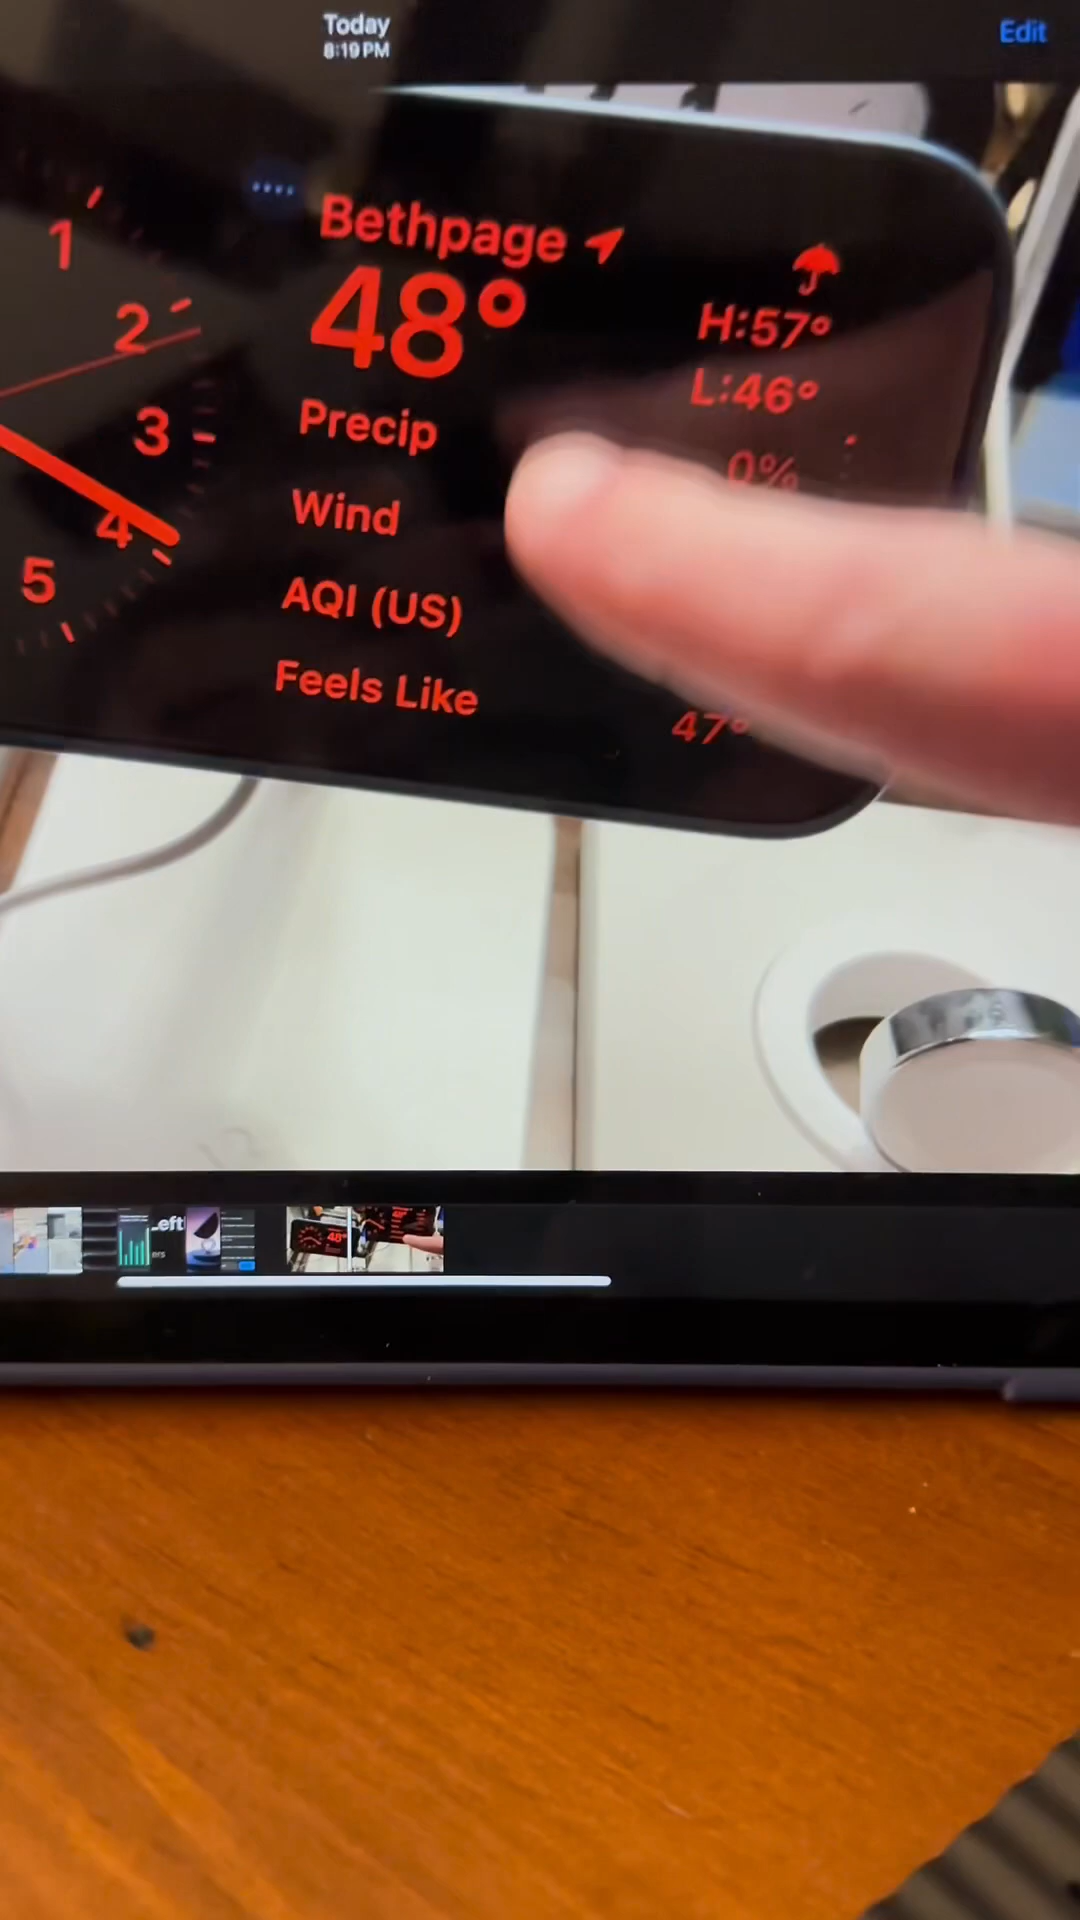 Today
8:19 PM
Edit
1
2
3
4
5
Bethpage
48°
H:57°
L:46°
Precip
0%
Wind
AQI (US)
Feels Like
47°
48°